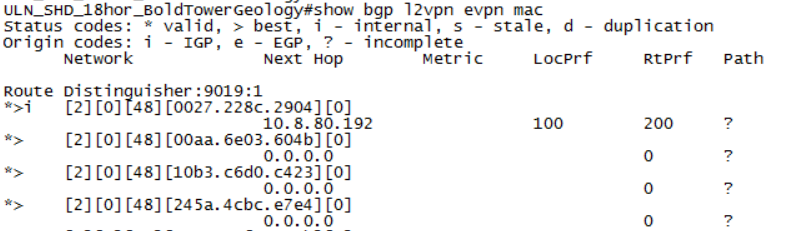 ULN_SHD_18hor_BoldTowerGeology#show bgp l2vpn evpn mac
Status codes: * valid, > best, i - internal, s - stale, d - duplication
Origin codes: i - IGP, e - EGP, ? - incomplete
Network Next Hop Metric LocPrf RtPrf Path
Route Distinguisher:9019:1
*>i [2][0][48][0027.228c.2904][0]
10.8.80.192 100 200 ?
*> [2][0][48][00aa.6e03.604b][0]
0.0.0.0 0 ?
*> [2][0][48][10b3.c6d0.c423][0]
0.0.0.0 0 ?
*> [2][0][48][245a.4cbc.e7e4][0]
0.0.0.0 0 ?